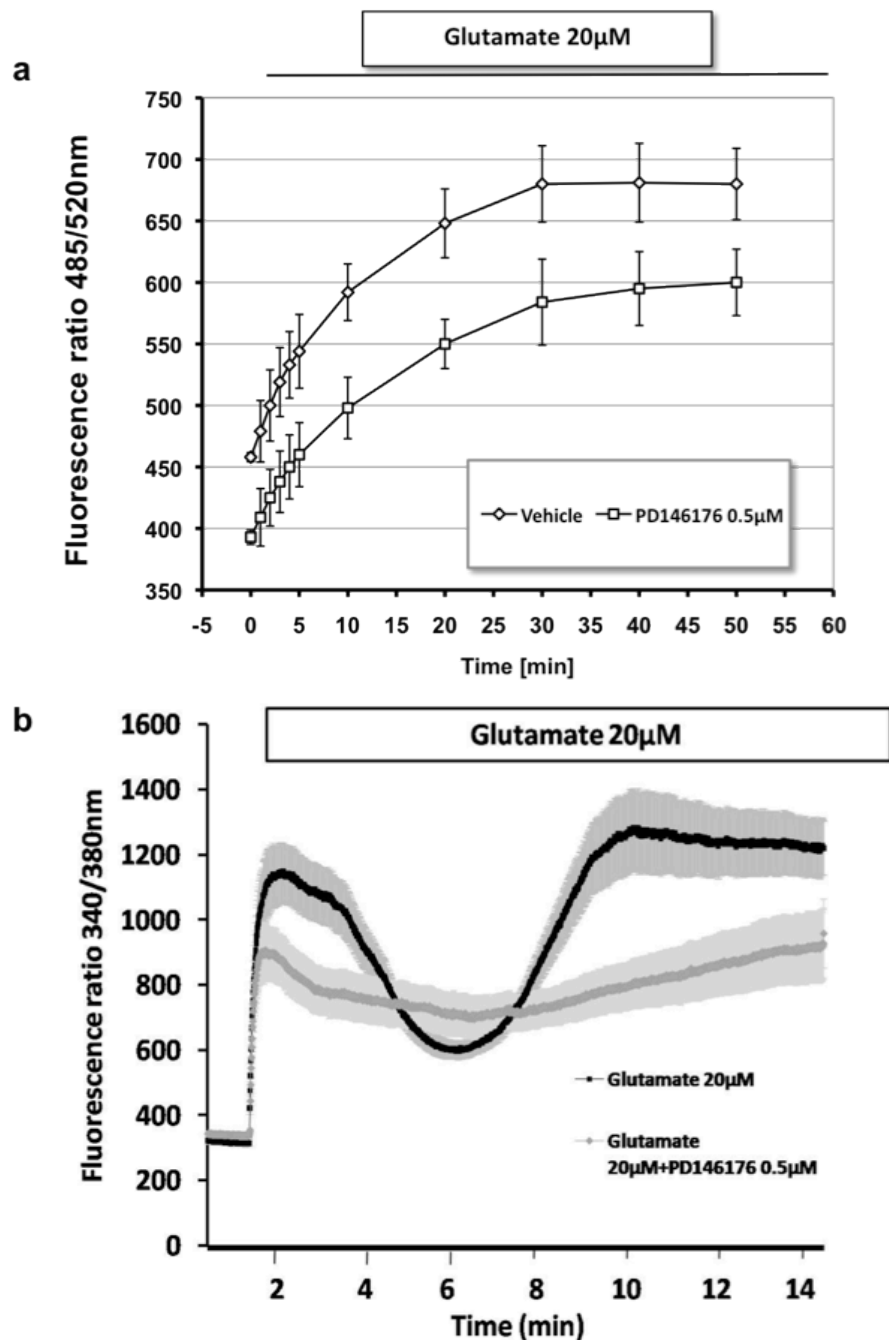 Glutamate 20µM
a
750
700
650
600
550
500
450
400
350
Fluorescence ratio 485/520nm
Vehicle PD146176 0.5µM
-5 0 5 10 15 20 25 30 35 40 45 50 55 60
Time [min]
b
Glutamate 20µM
1600
1400
1200
1000
800
600
400
200
0
Fluorescence ratio 340/380nm
Glutamate 20µM
Glutamate
20µM+PD146176 0.5µM
2 4 6 8 10 12 14
Time (min)